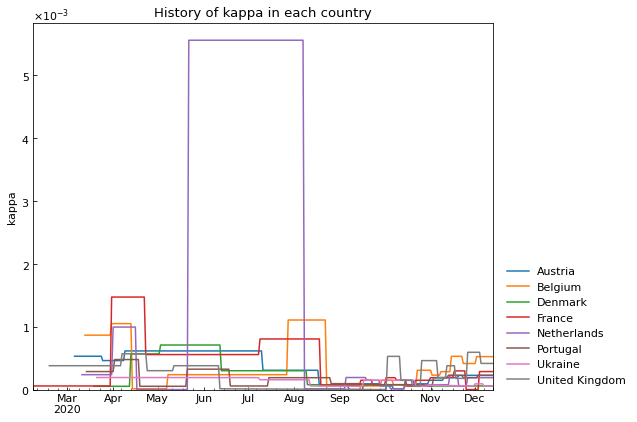 History of kappa in each country
×10⁻³
5
4
3
2
1
0
kappa
Mar Apr May Jun Jul Aug Sep Oct Nov Dec
2020
Austria
Belgium
Denmark
France
Netherlands
Portugal
Ukraine
United Kingdom